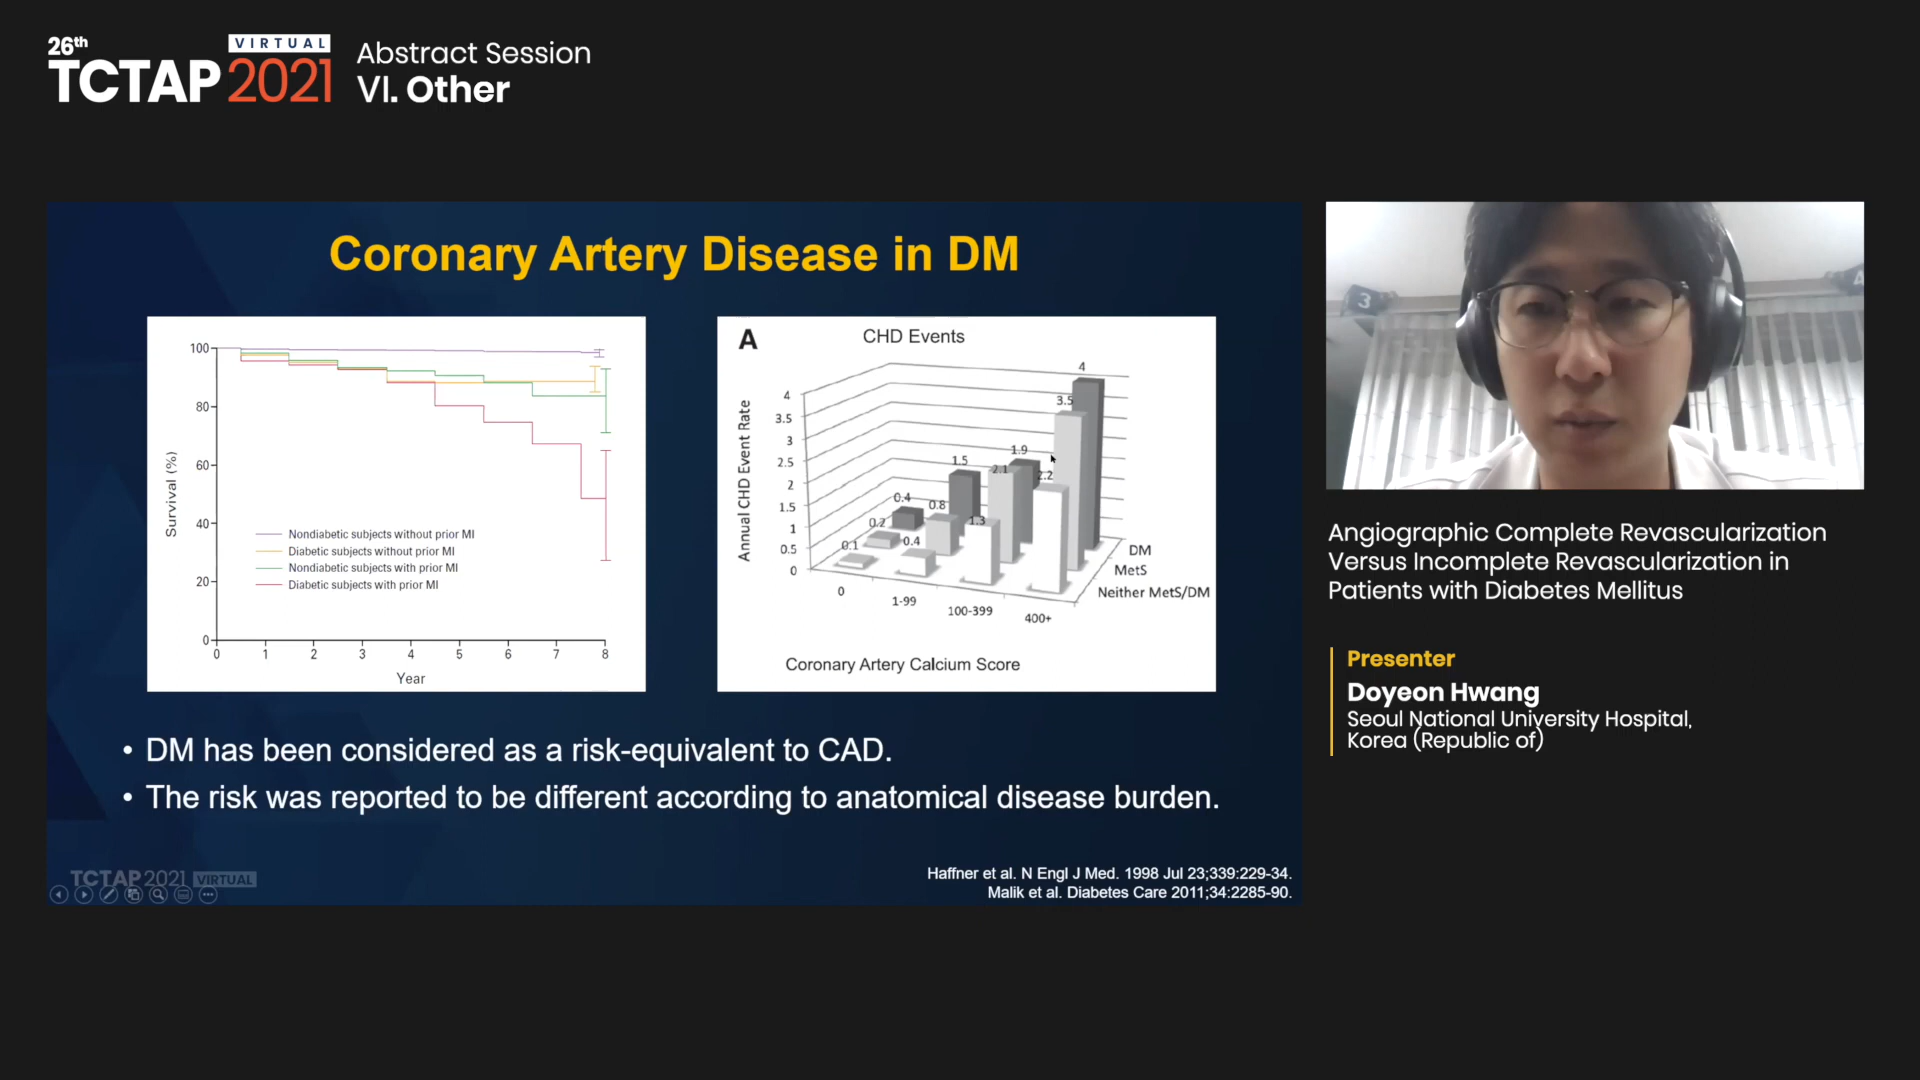 26th
VIRTUAL
TCTAP 2021
Abstract Session
VI. Other
Coronary Artery Disease in DM
100
80
60
40
20
0
Survival (%)
Nondiabetic subjects without prior MI
Diabetic subjects without prior MI
Nondiabetic subjects with prior MI
Diabetic subjects with prior MI
0 1 2 3 4 5 6 7 8
Year
A
CHD Events
Annual CHD Event Rate
4
3.5
3
2.5
2
1.5
1
0.5
0
0.4 1.5 1.9 4
0.2 0.8 2.1 3.5
0.1 0.4 1.3 2.2
DM
MetS
Neither MetS/DM
0 1-99 100-399 400+
Coronary Artery Calcium Score
• DM has been considered as a risk-equivalent to CAD.
• The risk was reported to be different according to anatomical disease burden.
TCTAP 2021 VIRTUAL
Haffner et al. N Engl J Med. 1998 Jul 23;339:229-34.
Malik et al. Diabetes Care 2011;34:2285-90.
3
4
Angiographic Complete Revascularization
Versus Incomplete Revascularization in
Patients with Diabetes Mellitus
Presenter
Doyeon Hwang
Seoul National University Hospital,
Korea (Republic of)